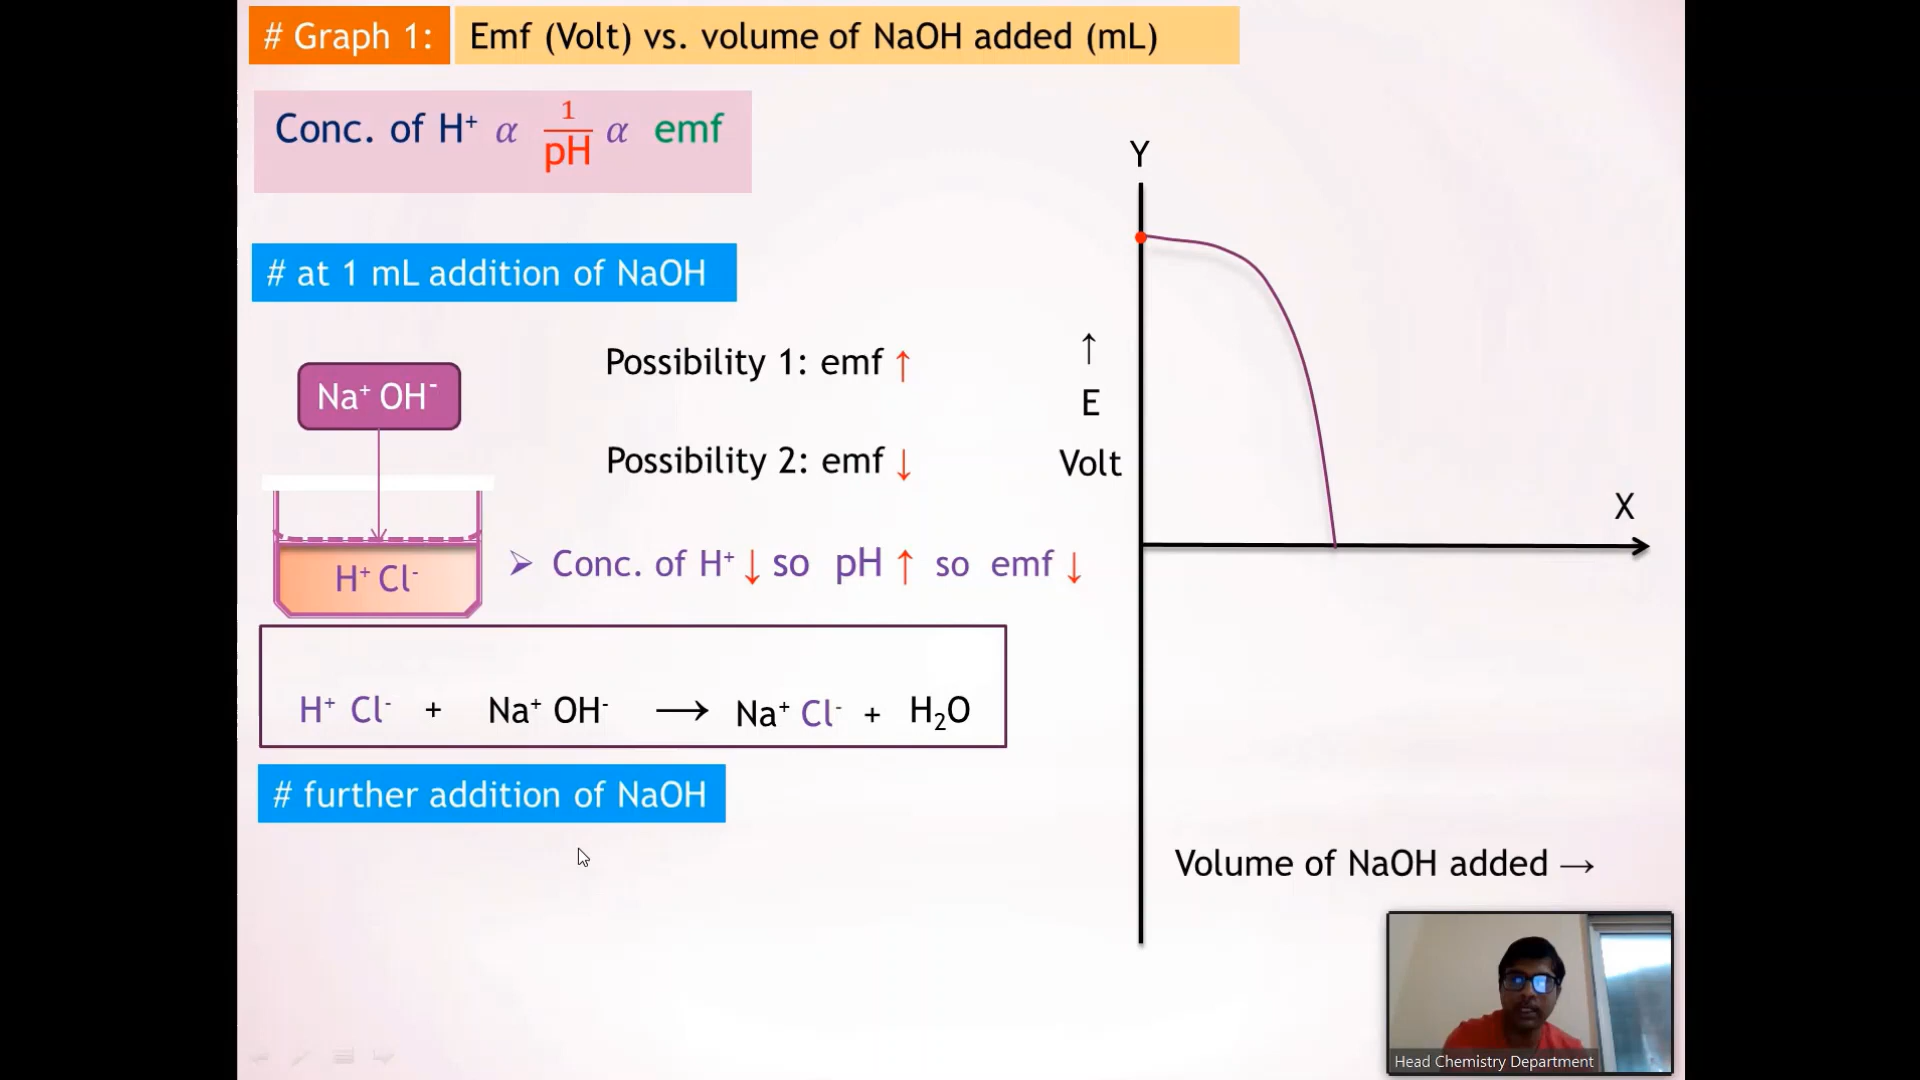 # Graph 1:
Emf (Volt) vs. volume of NaOH added (mL)
Conc. of H⁺ α 1/pH α emf
# at 1 mL addition of NaOH
Na⁺ OH⁻
H⁺ Cl⁻
Possibility 1: emf ↑
Possibility 2: emf ↓
➢ Conc. of H⁺ ↓ so pH ↑ so emf ↓
H⁺ Cl⁻ + Na⁺ OH⁻ ⟶ Na⁺ Cl⁻ + H₂O
# further addition of NaOH
Y
↑
E
Volt
X
Volume of NaOH added →
Head Chemistry Department